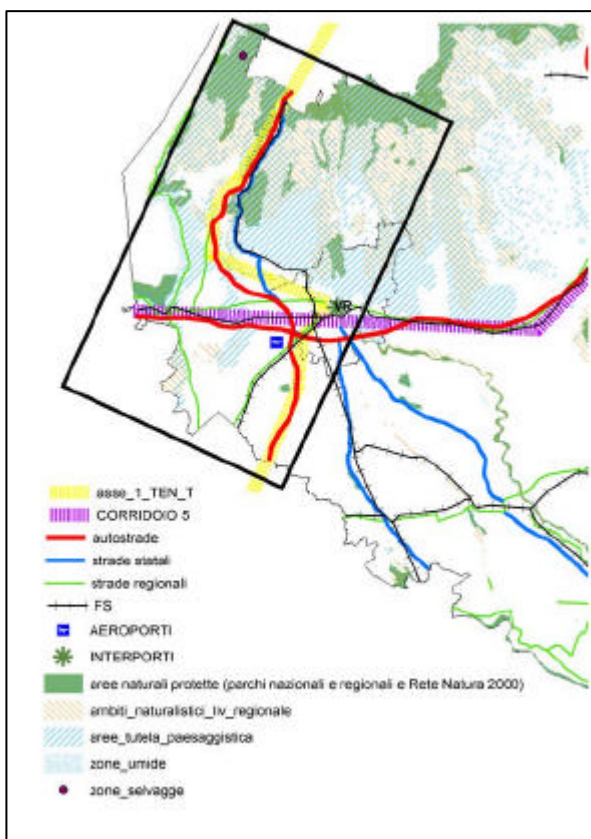 VR
asse_1_TEN_T
CORRIDOIO 5
autostrade
strade statali
strade regionali
FS
AEROPORTI
INTERPORTI
aree naturali protette (parchi nazionali e regionali e Rete Natura 2000)
ambiti_naturalistici_liv_regionale
aree_tutela_paesaggistica
zone_umide
zone_selvagge